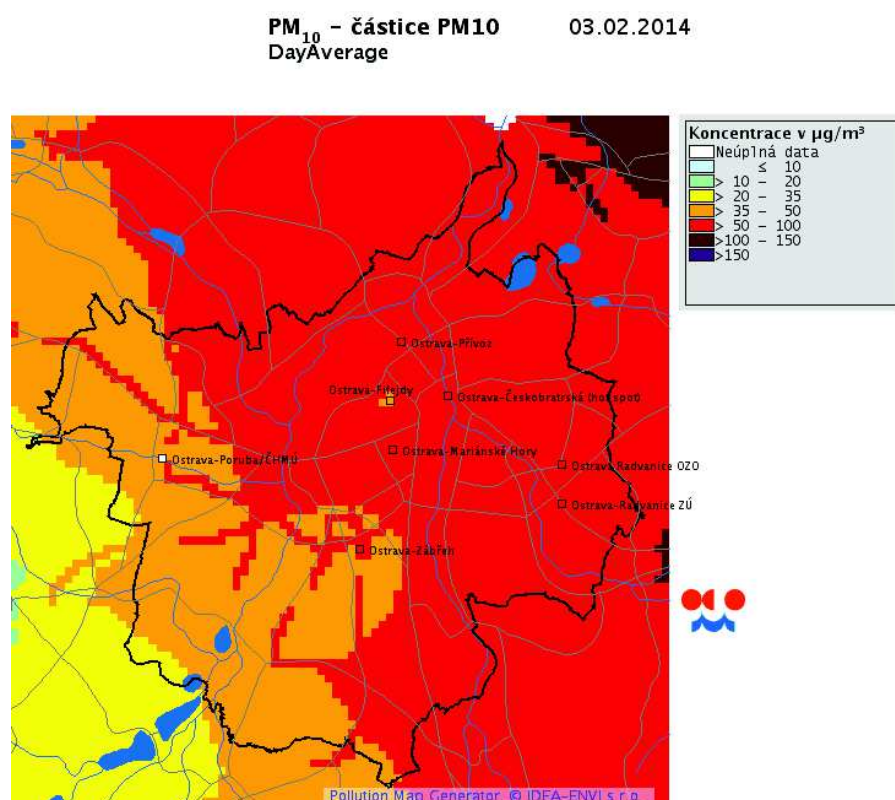 PM10 – částice PM10 03.02.2014
DayAverage
Koncentrace v µg/m³
Neúplná data
≤ 10
> 10 – 20
> 20 – 35
> 35 – 50
> 50 – 100
>100 – 150
>150
Ostrava-Přívoz
Ostrava-Fifejdy
Ostrava-Českobratrská (hot spot)
Ostrava-Mariánské Hory
Ostrava-Poruba/ČHMÚ
Ostrava Radvanice OZO
Ostrava-Radvanice ZÚ
Ostrava-Zábřeh
Pollution Map Generator © IDEA-ENVI s.r.o.